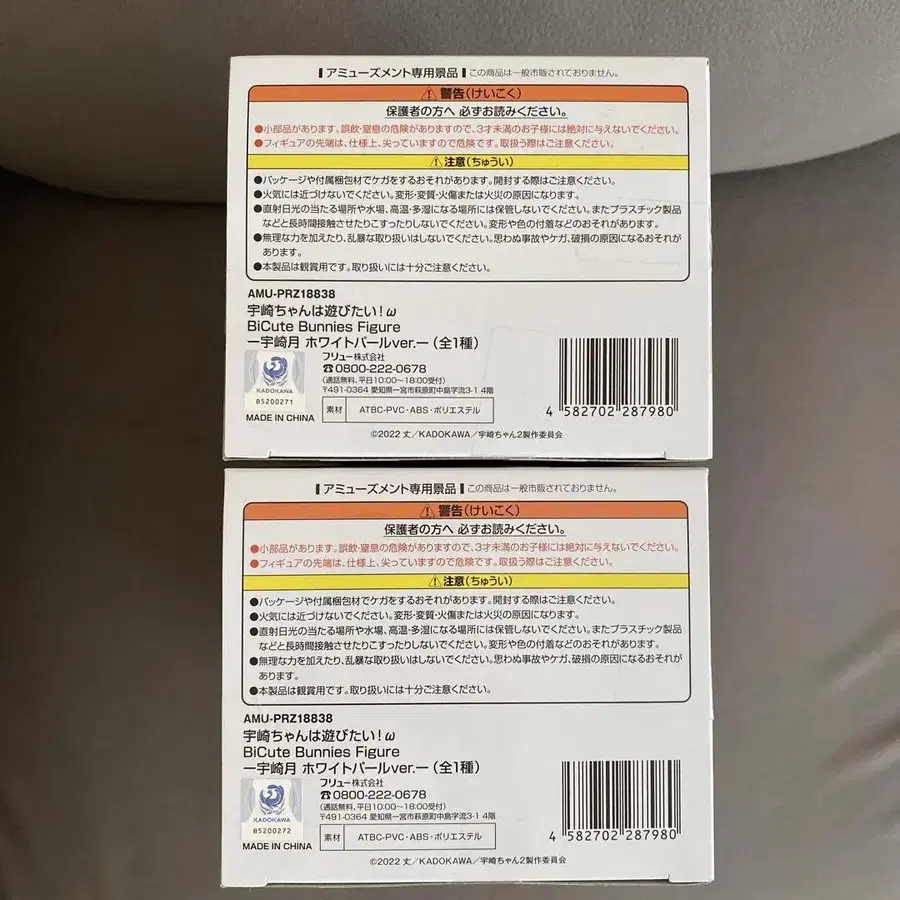 アミューズメント専用景品 この商品は一般市販されておりません。
⚠警告(けいこく)
保護者の方へ 必ずお読みください。
●小部品があります。誤飲・窒息の危険がありますので、3才未満のお子様には絶対に与えないでください。
●フィギュアの先端は、仕様上、尖っていますので危険です。取扱う際はご注意ください。
⚠注意(ちゅうい)
●パッケージや付属梱包材でケガをするおそれがあります。開封する際はご注意ください。
●火気には近づけないでください。変形・変質・火傷または火災の原因になります。
●直射日光の当たる場所や水場、高温・多湿になる場所には保管しないでください。またプラスチック製品
などと長時間接触させたりこすったりしないでください。変形や色の付着などのおそれがあります。
●無理な力を加えたり、乱暴な取り扱いはしないでください。思わぬ事故やケガ、破損の原因になるおそれが
あります。
●本製品は観賞用です。取り扱いには十分ご注意ください。
AMU-PRZ18838
宇崎ちゃんは遊びたい!ω
BiCute Bunnies Figure
ー宇崎月 ホワイトパールver.ー(全1種)
フリュー株式会社
☎0800-222-0678
(通話無料、平日10:00〜18:00受付)
〒491-0364 愛知県一宮市萩原町中島字流3-1 4階
KADOKAWA
B5200271
MADE IN CHINA
素材 ATBC-PVC・ABS・ポリエステル
4 582702 287980
©2022 丈/KADOKAWA/宇崎ちゃん2製作委員会
アミューズメント専用景品 この商品は一般市販されておりません。
⚠警告(けいこく)
保護者の方へ 必ずお読みください。
●小部品があります。誤飲・窒息の危険がありますので、3才未満のお子様には絶対に与えないでください。
●フィギュアの先端は、仕様上、尖っていますので危険です。取扱う際はご注意ください。
⚠注意(ちゅうい)
●パッケージや付属梱包材でケガをするおそれがあります。開封する際はご注意ください。
●火気には近づけないでください。変形・変質・火傷または火災の原因になります。
●直射日光の当たる場所や水場、高温・多湿になる場所には保管しないでください。またプラスチック製品
などと長時間接触させたりこすったりしないでください。変形や色の付着などのおそれがあります。
●無理な力を加えたり、乱暴な取り扱いはしないでください。思わぬ事故やケガ、破損の原因になるおそれが
あります。
●本製品は観賞用です。取り扱いには十分ご注意ください。
AMU-PRZ18838
宇崎ちゃんは遊びたい!ω
BiCute Bunnies Figure
ー宇崎月 ホワイトパールver.ー(全1種)
フリュー株式会社
☎0800-222-0678
(通話無料、平日10:00〜18:00受付)
〒491-0364 愛知県一宮市萩原町中島字流3-1 4階
KADOKAWA
B5200272
MADE IN CHINA
素材 ATBC-PVC・ABS・ポリエステル
4 582702 287980
©2022 丈/KADOKAWA/宇崎ちゃん2製作委員会